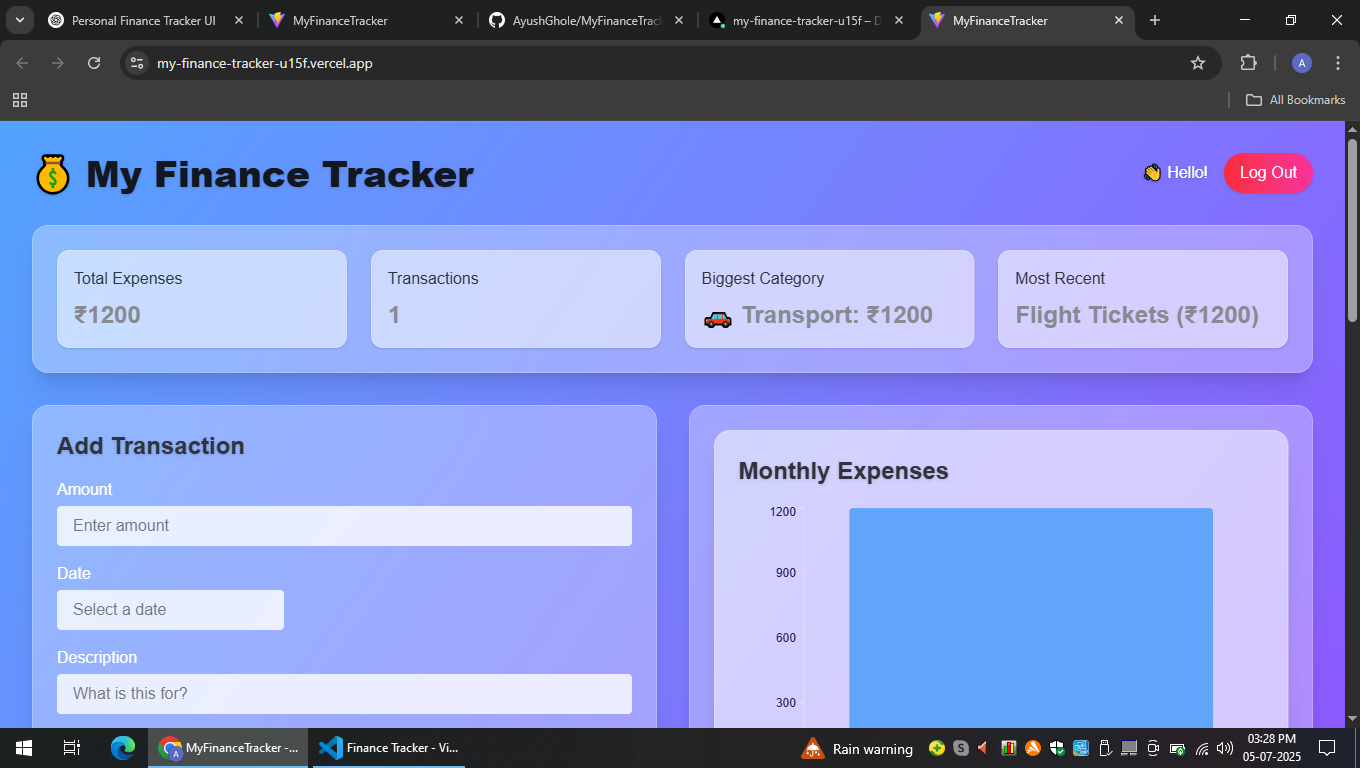 Personal Finance Tracker UI
MyFinanceTracker
AyushGhole/MyFinanceTrack
my-finance-tracker-u15f – D
MyFinanceTracker
my-finance-tracker-u15f.vercel.app
A
All Bookmarks
My Finance Tracker
Hello!
Log Out
Total Expenses
₹1200
Transactions
1
Biggest Category
Transport: ₹1200
Most Recent
Flight Tickets (₹1200)
Add Transaction
Amount
Enter amount
Date
Select a date
Description
What is this for?
Monthly Expenses
1200
900
600
300
MyFinanceTracker -...
Finance Tracker - Vi...
Rain warning
03:28 PM
05-07-2025